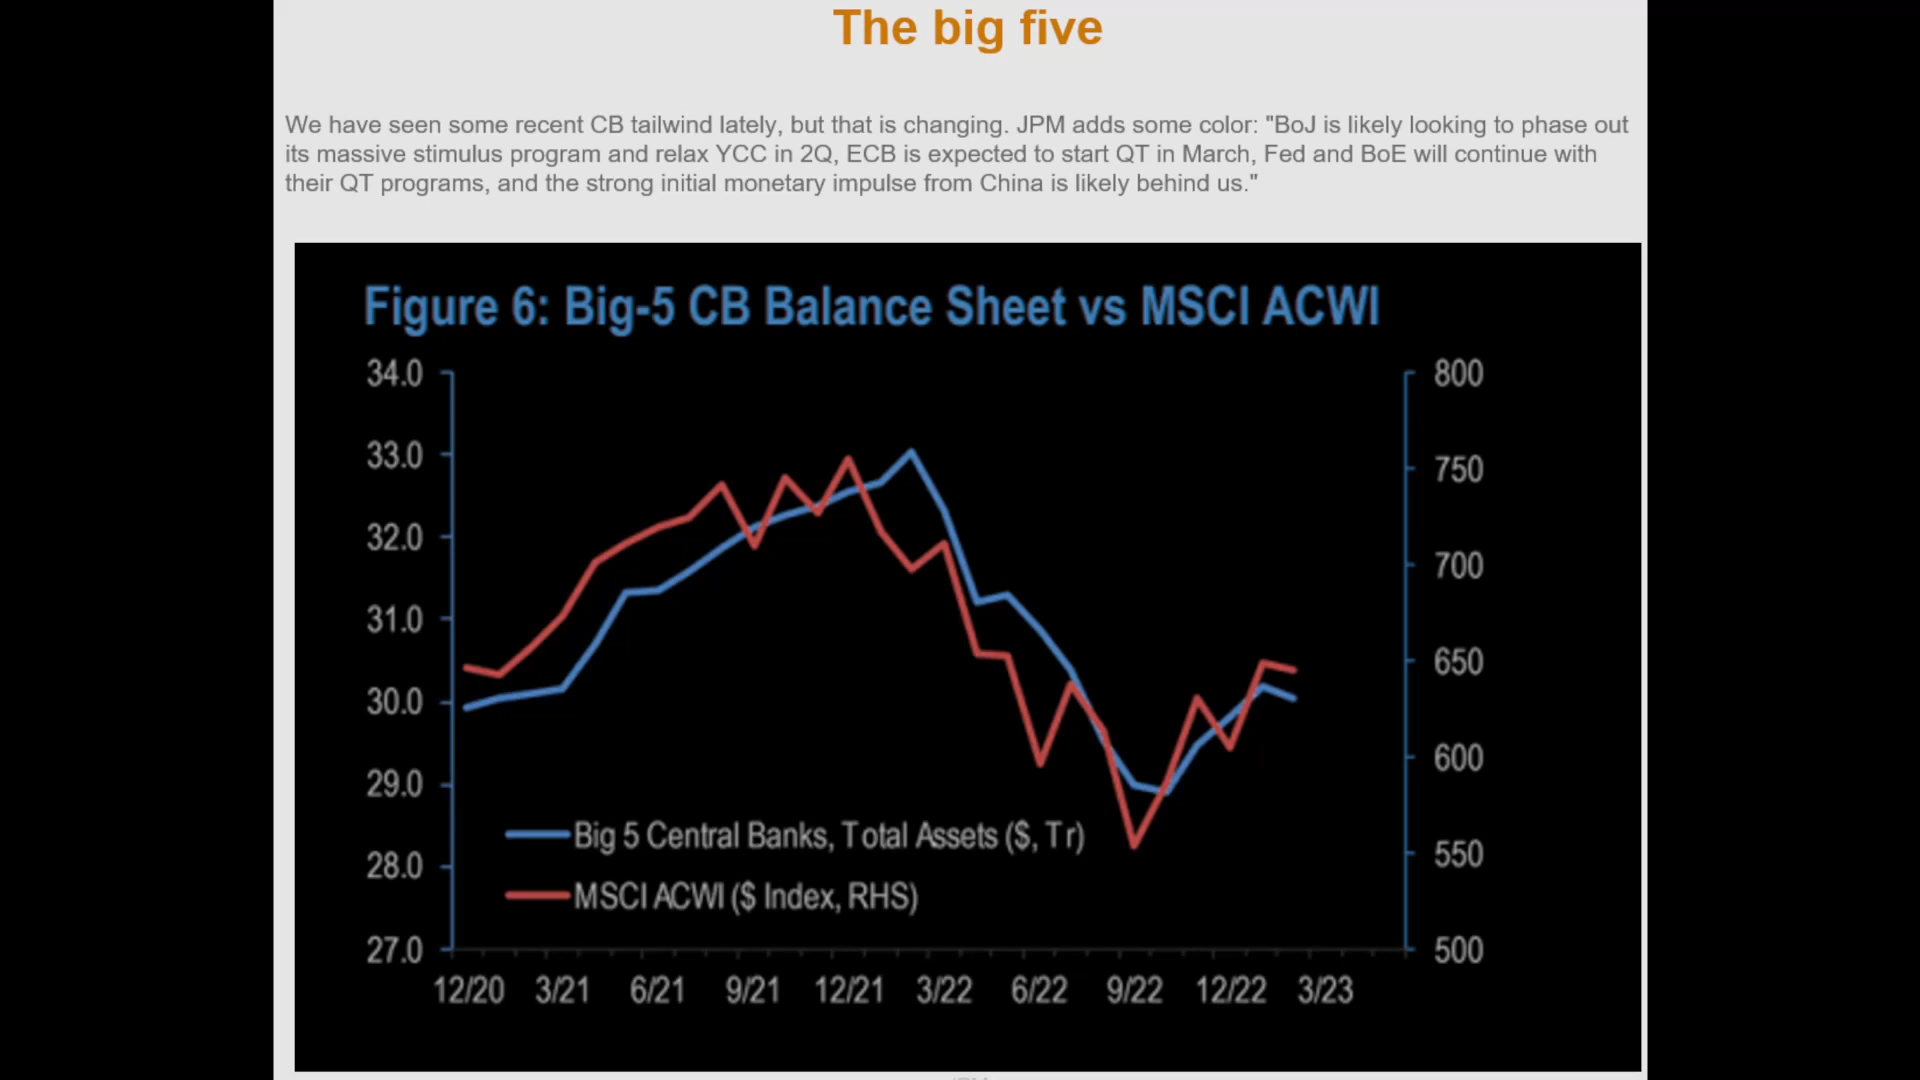 The big five
We have seen some recent CB tailwind lately, but that is changing. JPM adds some color: "BoJ is likely looking to phase out
its massive stimulus program and relax YCC in 2Q, ECB is expected to start QT in March, Fed and BoE will continue with
their QT programs, and the strong initial monetary impulse from China is likely behind us."
Figure 6: Big-5 CB Balance Sheet vs MSCI ACWI
34.0 800
33.0 750
32.0 700
31.0 650
30.0 600
29.0 550
28.0 500
27.0
Big 5 Central Banks, Total Assets ($, Tr)
MSCI ACWI ($ Index, RHS)
12/20 3/21 6/21 9/21 12/21 3/22 6/22 9/22 12/22 3/23